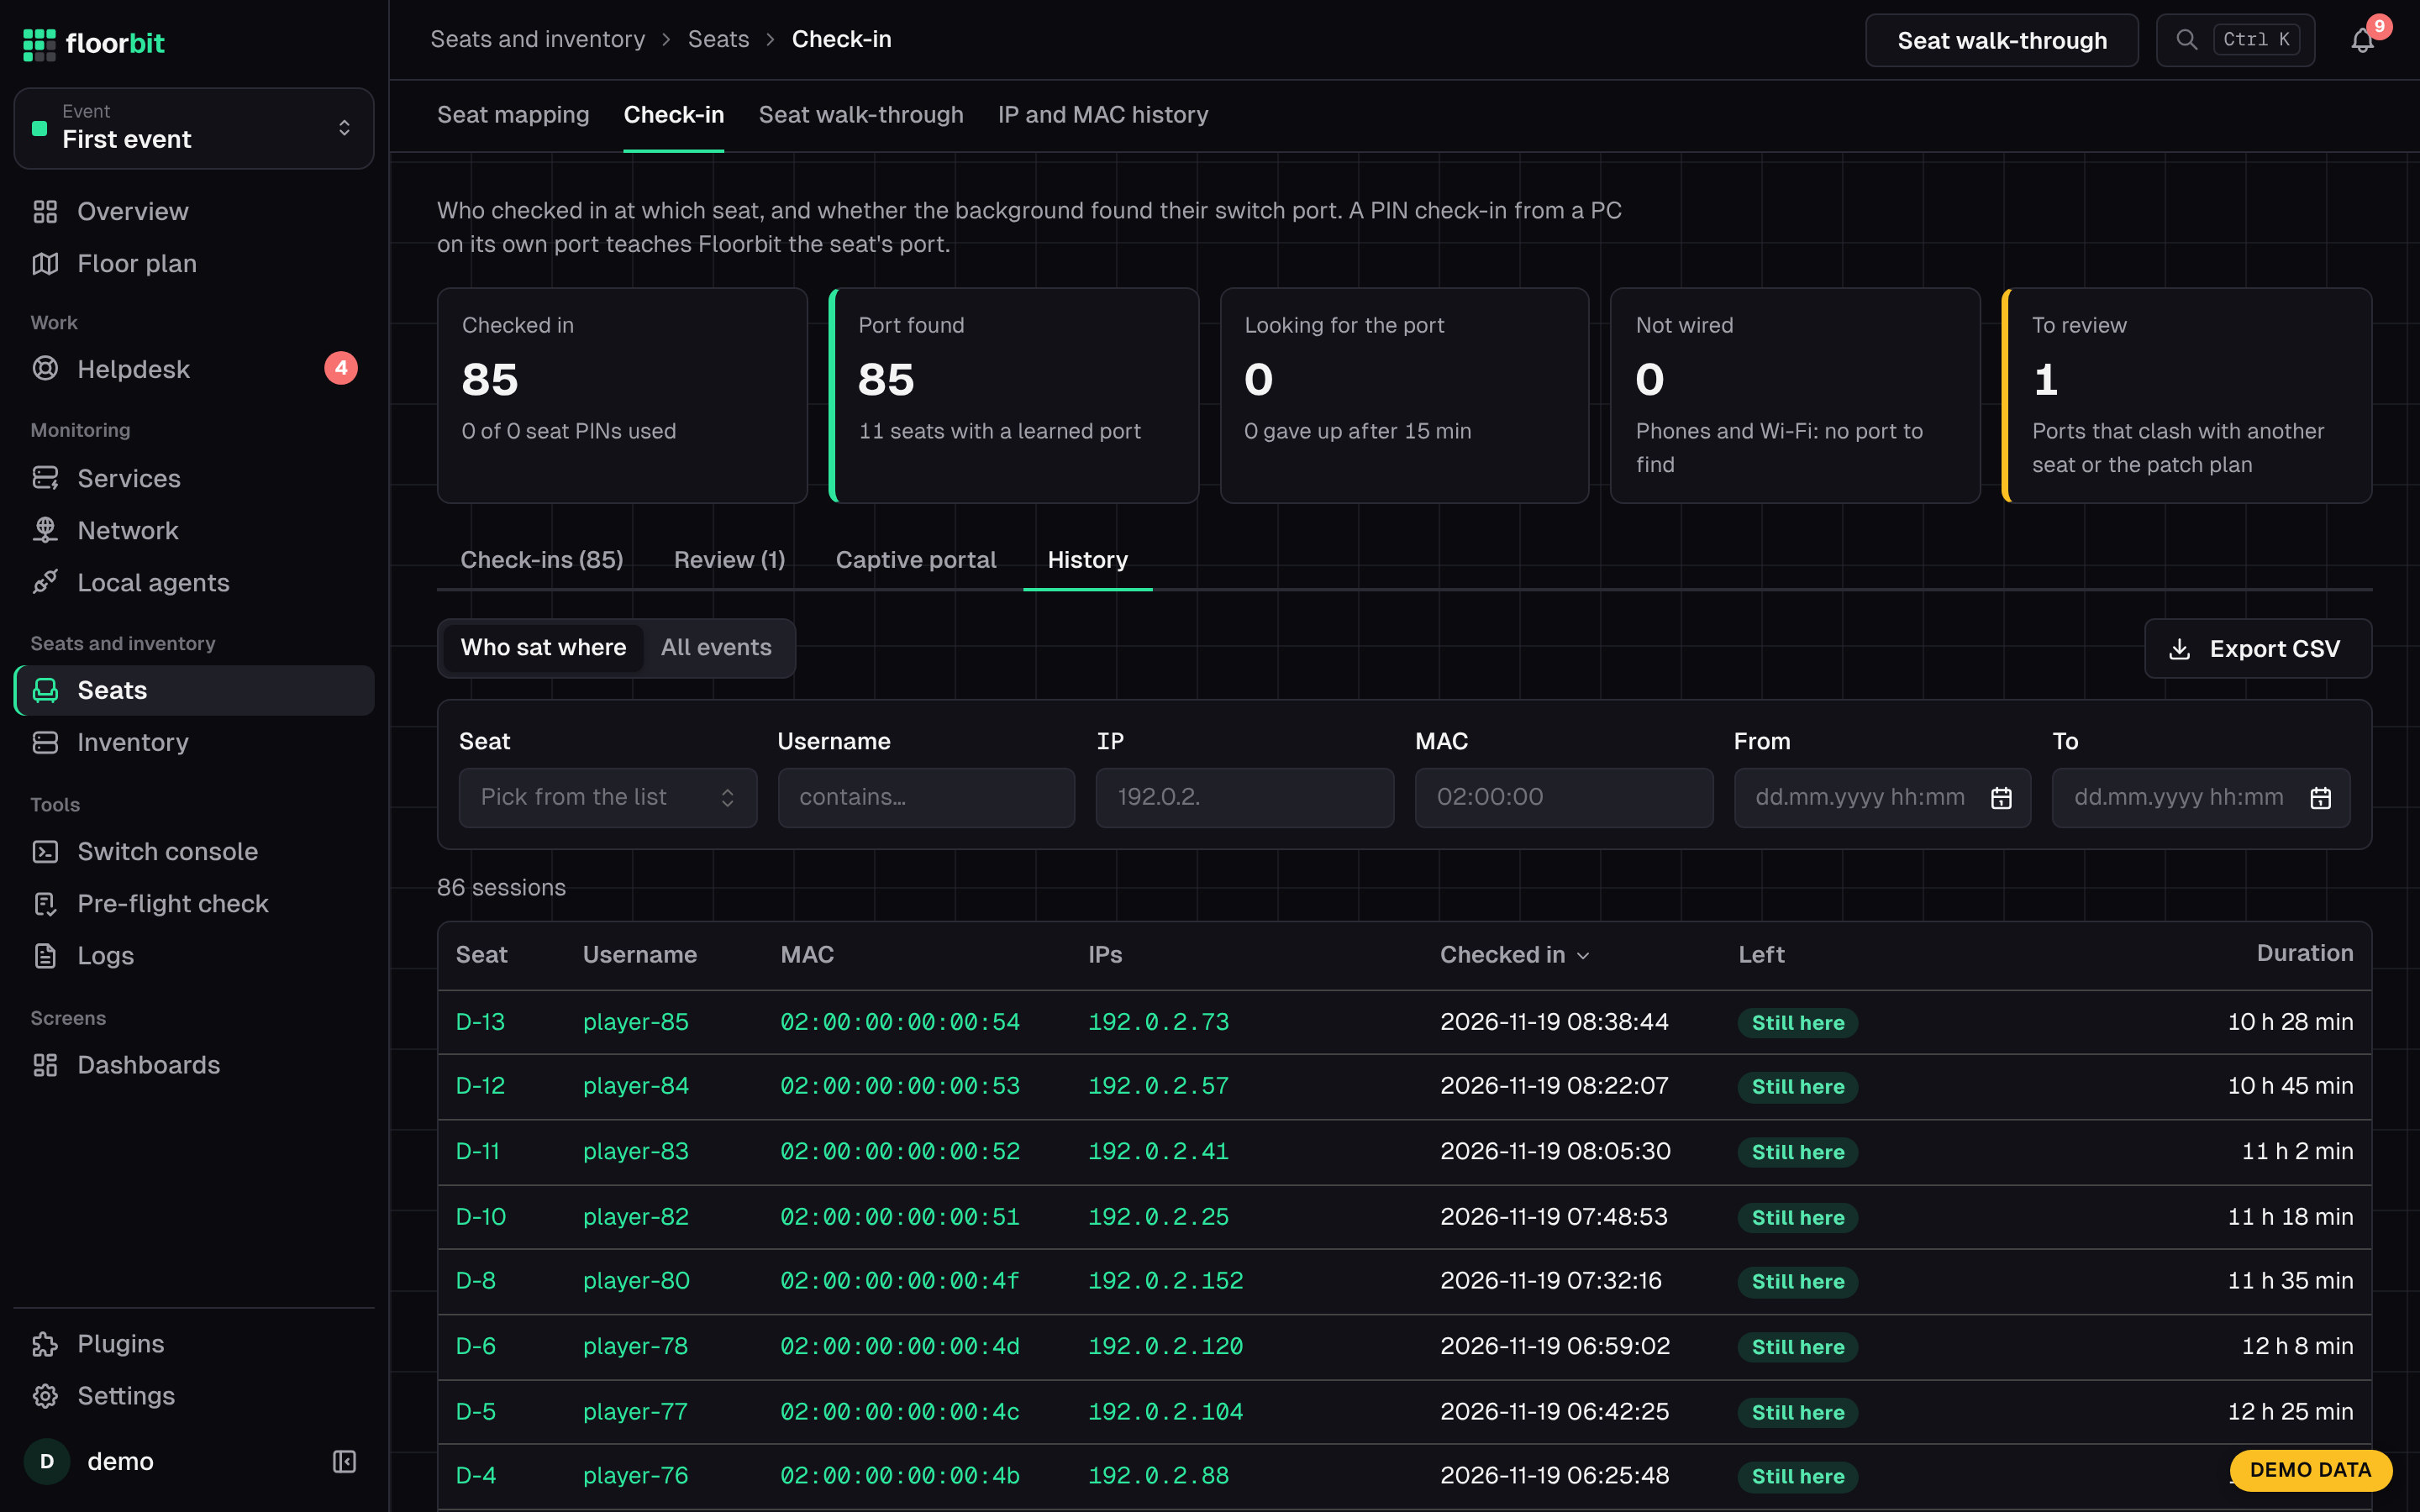 floorbit
Event
First event
Overview
Floor plan
Work
Helpdesk 4
Monitoring
Services
Network
Local agents
Seats and inventory
Seats
Inventory
Tools
Switch console
Pre-flight check
Logs
Screens
Dashboards
Plugins
Settings
D demo
Seats and inventory > Seats > Check-in
Seat walk-through
Ctrl K
9
Seat mapping Check-in Seat walk-through IP and MAC history
Who checked in at which seat, and whether the background found their switch port. A PIN check-in from a PC
on its own port teaches Floorbit the seat's port.
Checked in
85
0 of 0 seat PINs used
Port found
85
11 seats with a learned port
Looking for the port
0
0 gave up after 15 min
Not wired
0
Phones and Wi-Fi: no port to
find
To review
1
Ports that clash with another
seat or the patch plan
Check-ins (85) Review (1) Captive portal History
Who sat where All events
Export CSV
Seat Username IP MAC From To
Pick from the list contains... 192.0.2. 02:00:00 dd.mm.yyyy hh:mm dd.mm.yyyy hh:mm
86 sessions
Seat Username MAC IPs Checked in Left Duration
D-13 player-85 02:00:00:00:00:54 192.0.2.73 2026-11-19 08:38:44 Still here 10 h 28 min
D-12 player-84 02:00:00:00:00:53 192.0.2.57 2026-11-19 08:22:07 Still here 10 h 45 min
D-11 player-83 02:00:00:00:00:52 192.0.2.41 2026-11-19 08:05:30 Still here 11 h 2 min
D-10 player-82 02:00:00:00:00:51 192.0.2.25 2026-11-19 07:48:53 Still here 11 h 18 min
D-8 player-80 02:00:00:00:00:4f 192.0.2.152 2026-11-19 07:32:16 Still here 11 h 35 min
D-6 player-78 02:00:00:00:00:4d 192.0.2.120 2026-11-19 06:59:02 Still here 12 h 8 min
D-5 player-77 02:00:00:00:00:4c 192.0.2.104 2026-11-19 06:42:25 Still here 12 h 25 min
D-4 player-76 02:00:00:00:00:4b 192.0.2.88 2026-11-19 06:25:48 Still here
DEMO DATA